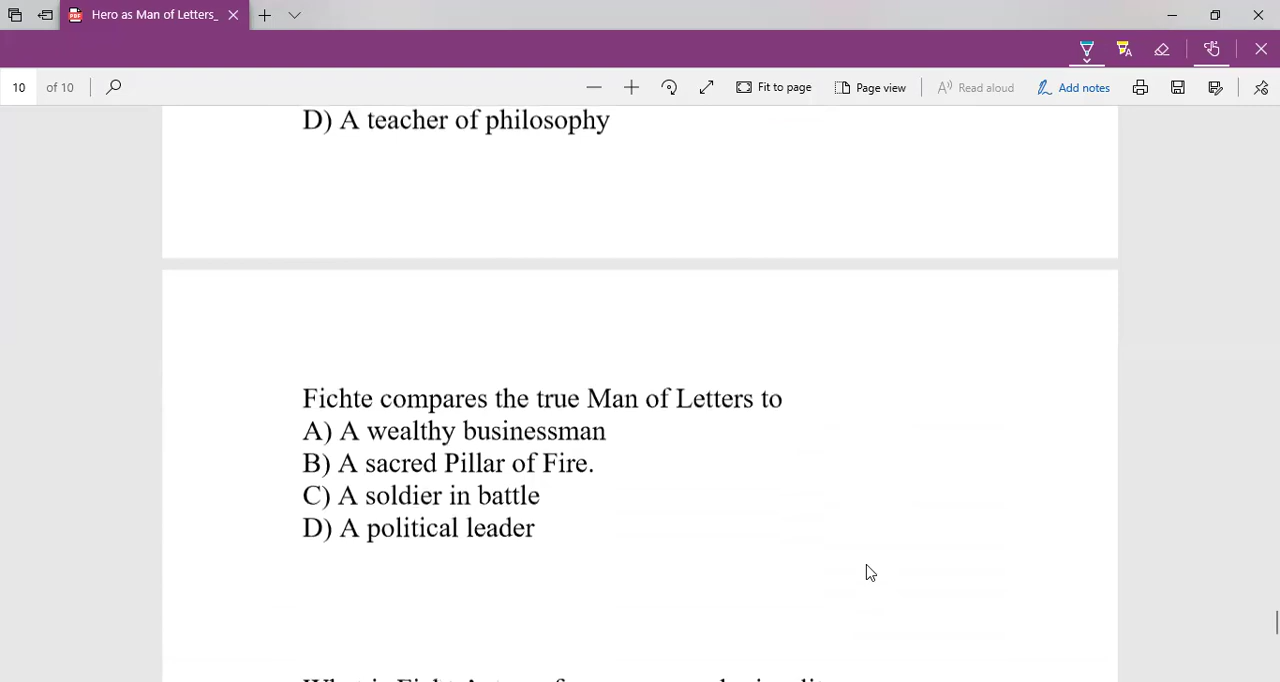 Hero as Man of Letters_
10 of 10
Fit to page
Page view
Read aloud
Add notes
D) A teacher of philosophy
Fichte compares the true Man of Letters to
A) A wealthy businessman
B) A sacred Pillar of Fire.
C) A soldier in battle
D) A political leader